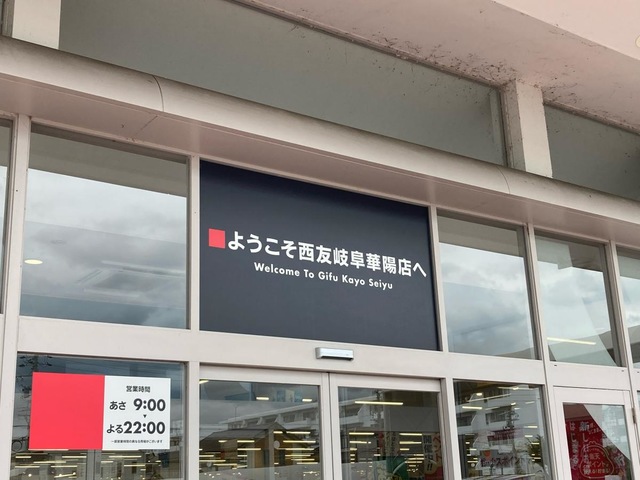 ようこそ西友岐阜華陽店へ
Welcome To Gifu Kayo Seiyu
営業時間
あさ 9:00
よる 22:00